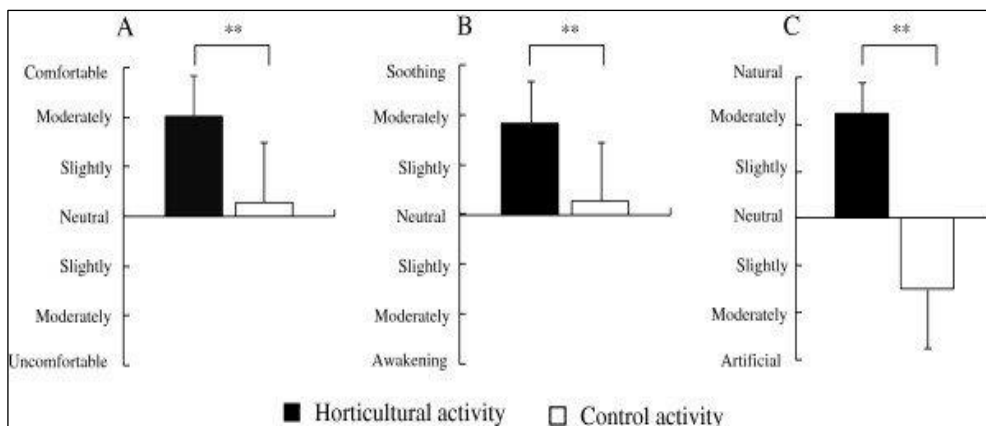 A
**
Comfortable
Moderately
Slightly
Neutral
Slightly
Moderately
Uncomfortable
B
**
Soothing
Moderately
Slightly
Neutral
Slightly
Moderately
Awakening
C
**
Natural
Moderately
Slightly
Neutral
Slightly
Moderately
Artificial
Horticultural activity
Control activity